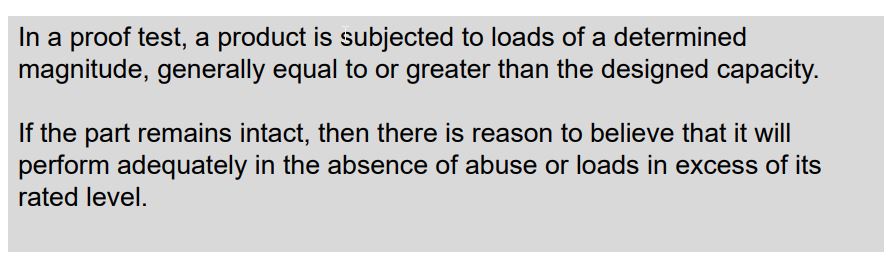 In a proof test, a product is subjected to loads of a determined
magnitude, generally equal to or greater than the designed capacity.
If the part remains intact, then there is reason to believe that it will
perform adequately in the absence of abuse or loads in excess of its
rated level.